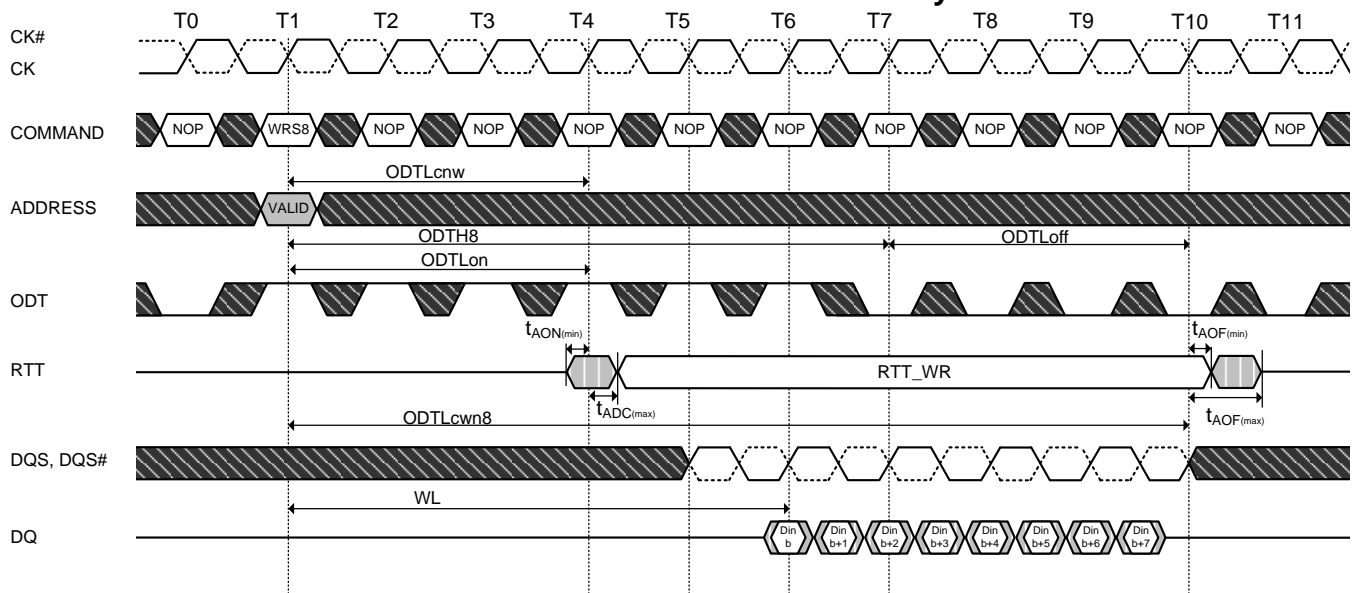 T0 T1 T2 T3 T4 T5 T6 T7 T8 T9 T10 T11
CK#
CK
COMMAND NOP WRS8 NOP NOP NOP NOP NOP NOP NOP NOP NOP NOP
ODTLcnw
ADDRESS VALID
ODTH8 ODTLoff
ODTLon
ODT
tAON(min) tAOF(min)
RTT RTT_WR
tADC(max) tAOF(max)
ODTLcwn8
DQS, DQS#
WL
DQ Din b Din b+1 Din b+2 Din b+3 Din b+4 Din b+5 Din b+6 Din b+7